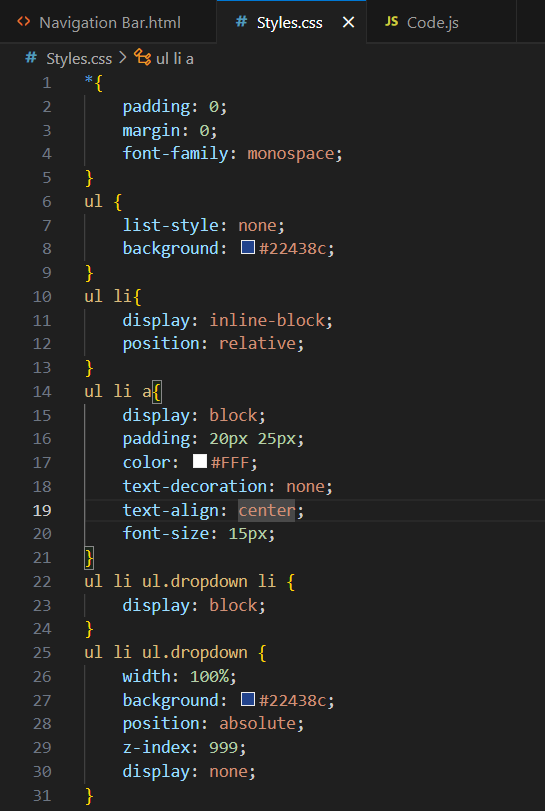 Navigation Bar.html # Styles.css × JS Code.js
# Styles.css > ul li a
1 *{
2 padding: 0;
3 margin: 0;
4 font-family: monospace;
5 }
6 ul {
7 list-style: none;
8 background: #22438c;
9 }
10 ul li{
11 display: inline-block;
12 position: relative;
13 }
14 ul li a{
15 display: block;
16 padding: 20px 25px;
17 color: #FFF;
18 text-decoration: none;
19 text-align: center;
20 font-size: 15px;
21 }
22 ul li ul.dropdown li {
23 display: block;
24 }
25 ul li ul.dropdown {
26 width: 100%;
27 background: #22438c;
28 position: absolute;
29 z-index: 999;
30 display: none;
31 }